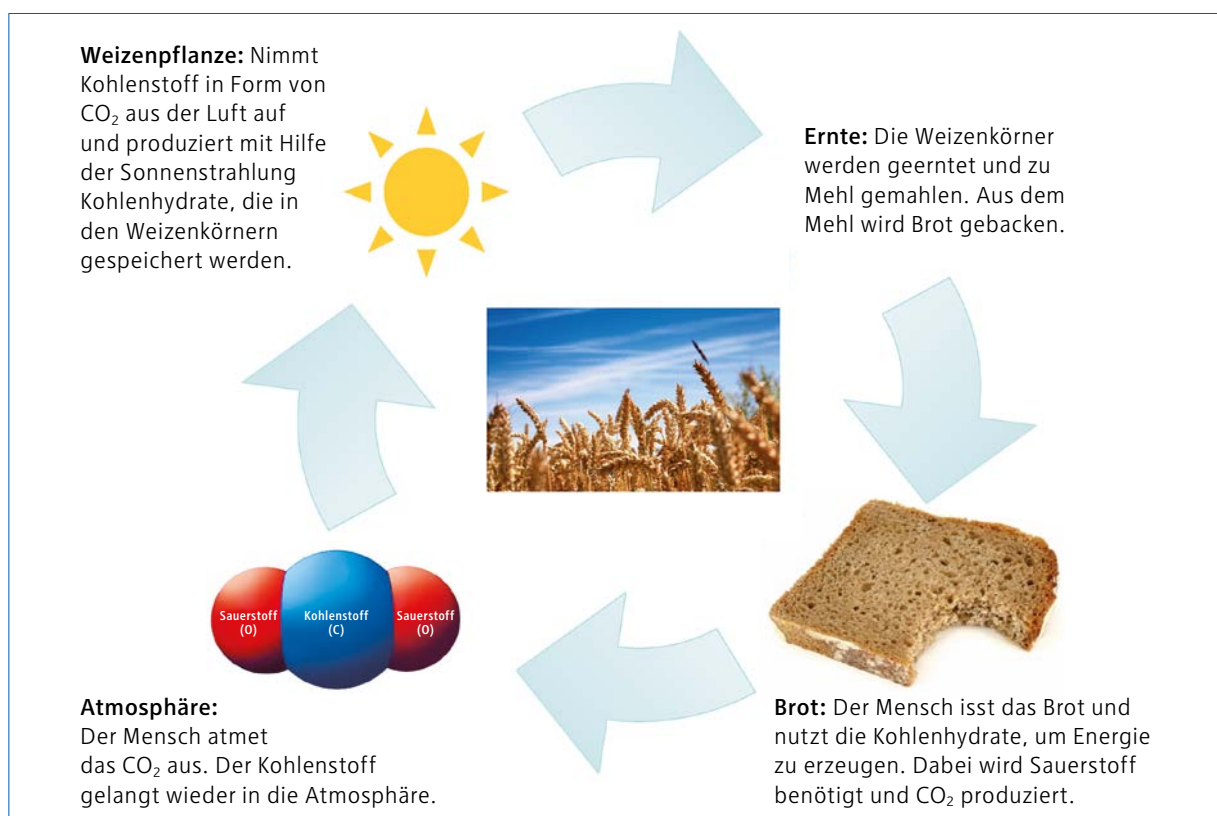 Weizenpflanze: Nimmt
Kohlenstoff in Form von
CO₂ aus der Luft auf
und produziert mit Hilfe
der Sonnenstrahlung
Kohlenhydrate, die in
den Weizenkörnern
gespeichert werden.
Ernte: Die Weizenkörner
werden geerntet und zu
Mehl gemahlen. Aus dem
Mehl wird Brot gebacken.
Brot: Der Mensch isst das Brot und
nutzt die Kohlenhydrate, um Energie
zu erzeugen. Dabei wird Sauerstoff
benötigt und CO₂ produziert.
Sauerstoff
(O)
Kohlenstoff
(C)
Sauerstoff
(O)
Atmosphäre:
Der Mensch atmet
das CO₂ aus. Der Kohlenstoff
gelangt wieder in die Atmosphäre.